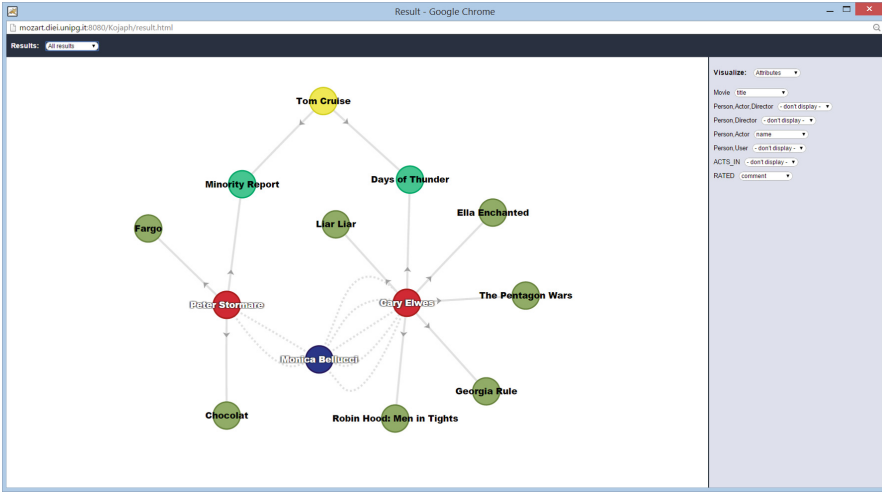 Result - Google Chrome
mozart.diei.unipg.it:8080/Kojaph/result.html
Results: All results
Visualize: Attributes
Movie title
Person,Actor,Director - don't display -
Person,Director - don't display -
Person,Actor name
Person,User - don't display -
ACTS_IN - don't display -
RATED comment
Tom Cruise
Minority Report
Days of Thunder
Fargo
Liar Liar
Ella Enchanted
Peter Stormare
Cary Elwes
The Pentagon Wars
Monica Bellucci
Georgia Rule
Chocolat
Robin Hood: Men in Tights